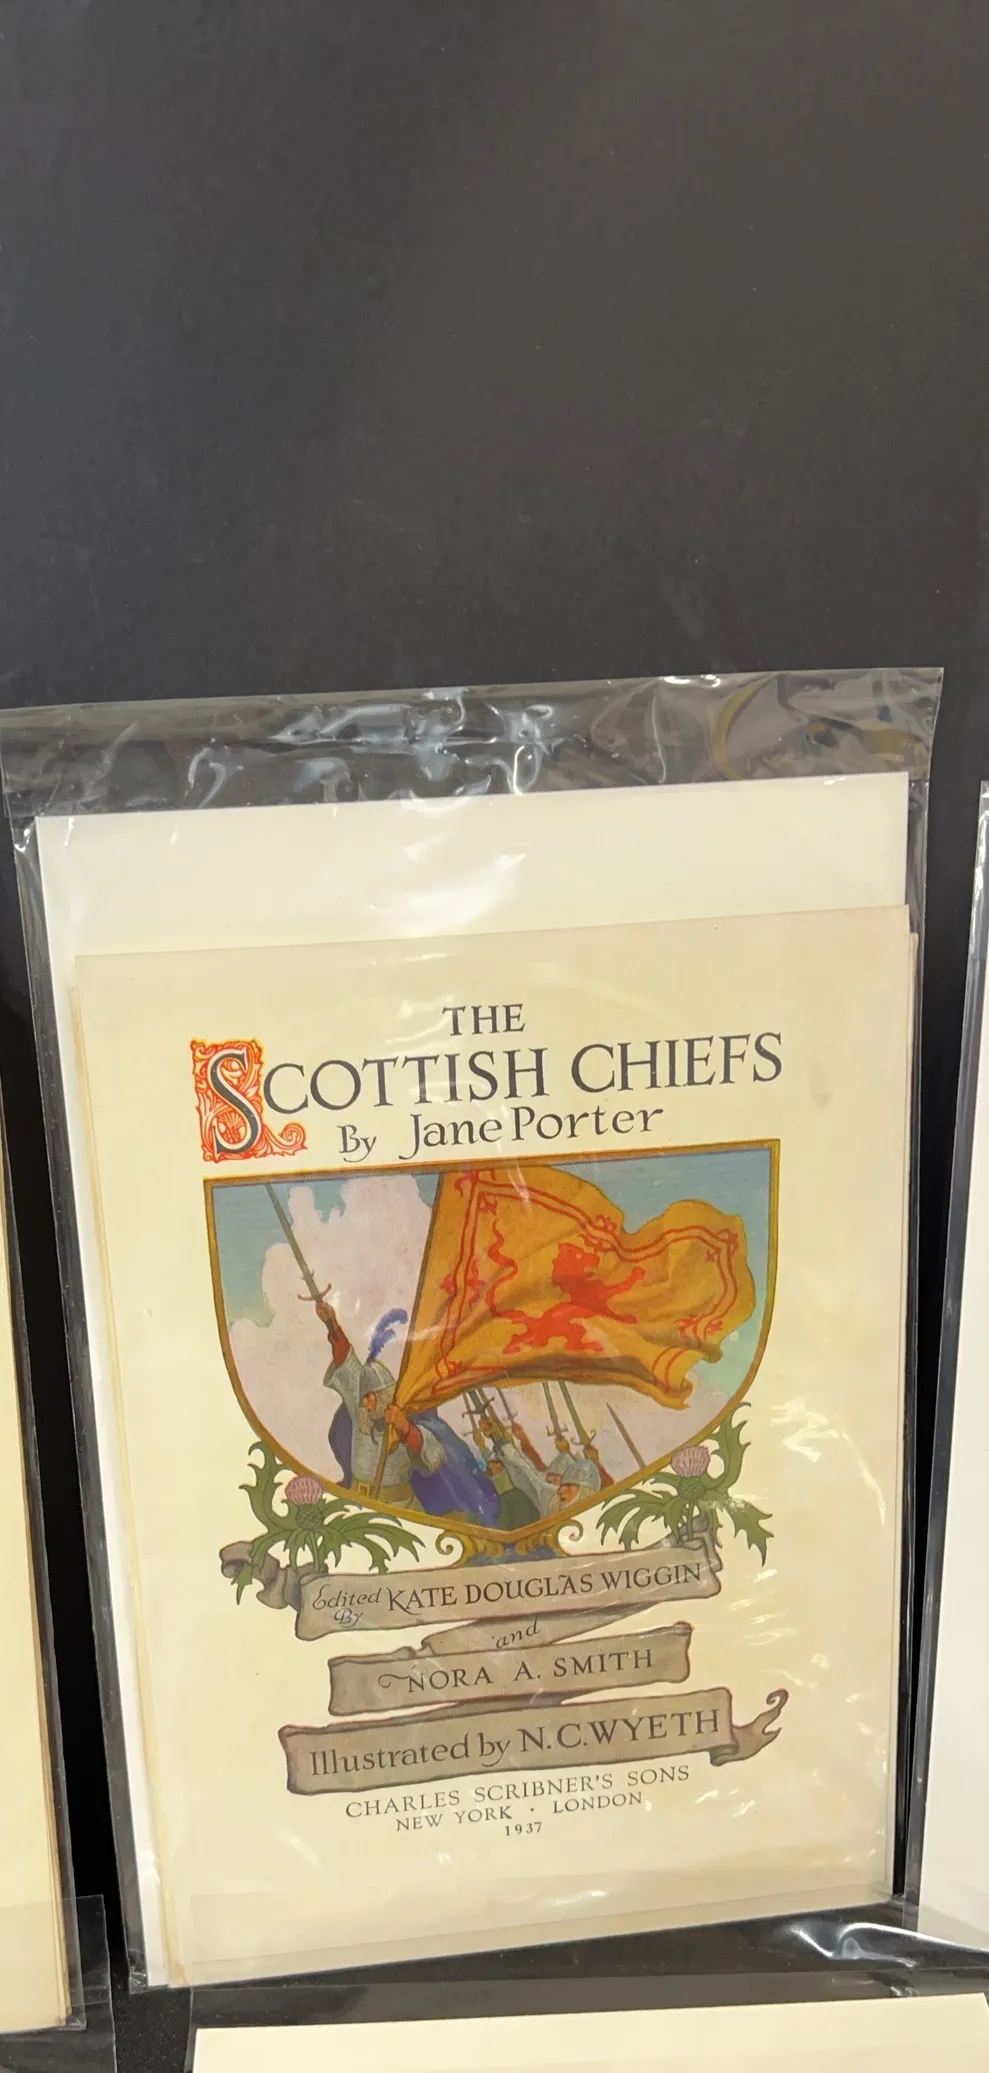 THE
SCOTTISH CHIEFS
By Jane Porter
Edited By KATE DOUGLAS WIGGIN
and
NORA A. SMITH
Illustrated by N.C. WYETH
CHARLES SCRIBNER'S SONS
NEW YORK · LONDON
1937